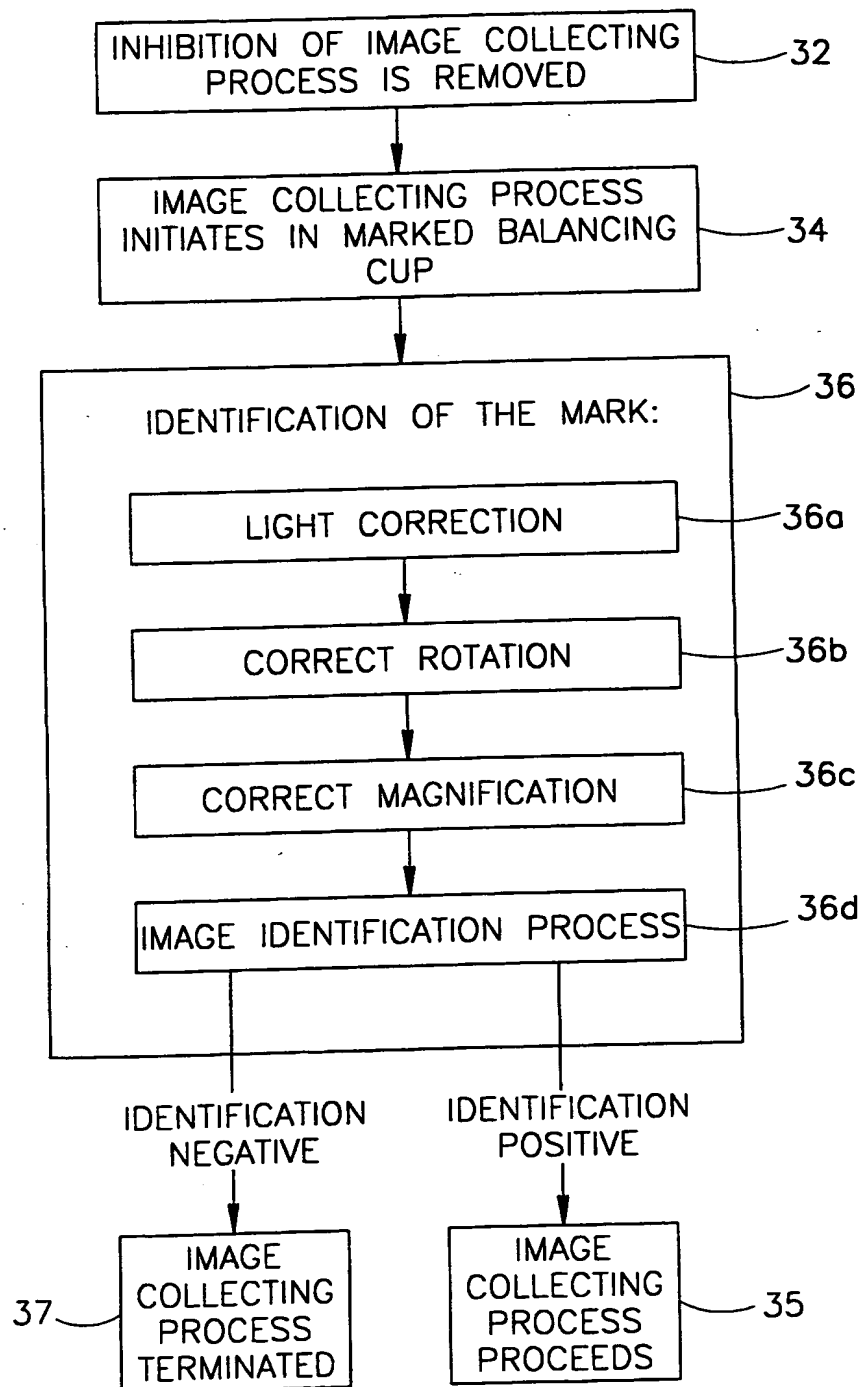 INHIBITION OF IMAGE COLLECTING
PROCESS IS REMOVED
32
IMAGE COLLECTING PROCESS
INITIATES IN MARKED BALANCING
CUP
34
36
IDENTIFICATION OF THE MARK:
LIGHT CORRECTION
36a
CORRECT ROTATION
36b
CORRECT MAGNIFICATION
36c
IMAGE IDENTIFICATION PROCESS
36d
IDENTIFICATION
NEGATIVE
IDENTIFICATION
POSITIVE
37
IMAGE
COLLECTING
PROCESS
TERMINATED
IMAGE
COLLECTING
PROCESS
PROCEEDS
35